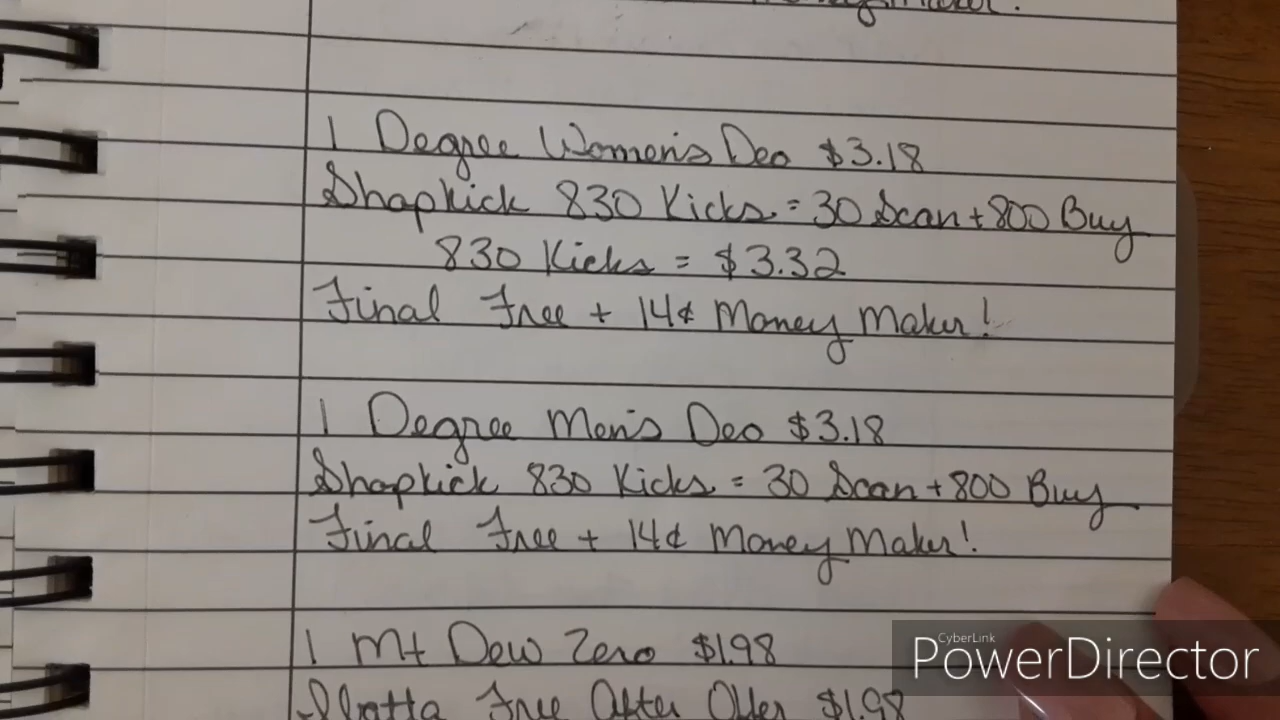 1 Degree Women's Deo $3.18
Shopkick 830 Kicks = 30 Scan + 800 Buy
830 Kicks = $3.32
Final Free + 14¢ Money Maker!
1 Degree Men's Deo $3.18
Shopkick 830 Kicks = 30 Scan + 800 Buy
Final Free + 14¢ Money Maker!
1 Mt Dew Zero $1.98
Ibotta Free After Offer $1.98
CyberLink
PowerDirector